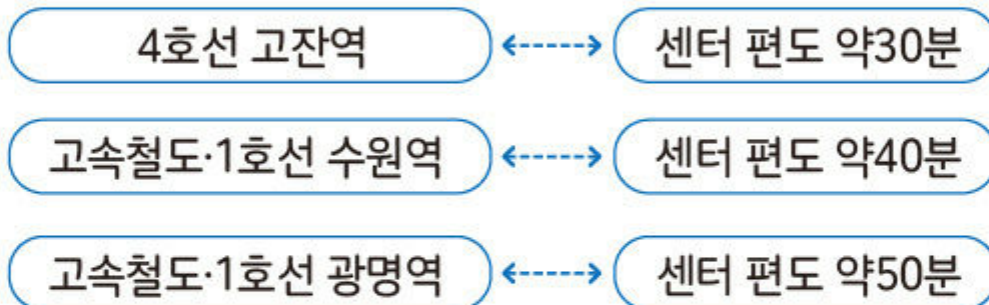 4호선 고잔역 센터 편도 약30분
고속철도·1호선 수원역 센터 편도 약40분
고속철도·1호선 광명역 센터 편도 약50분